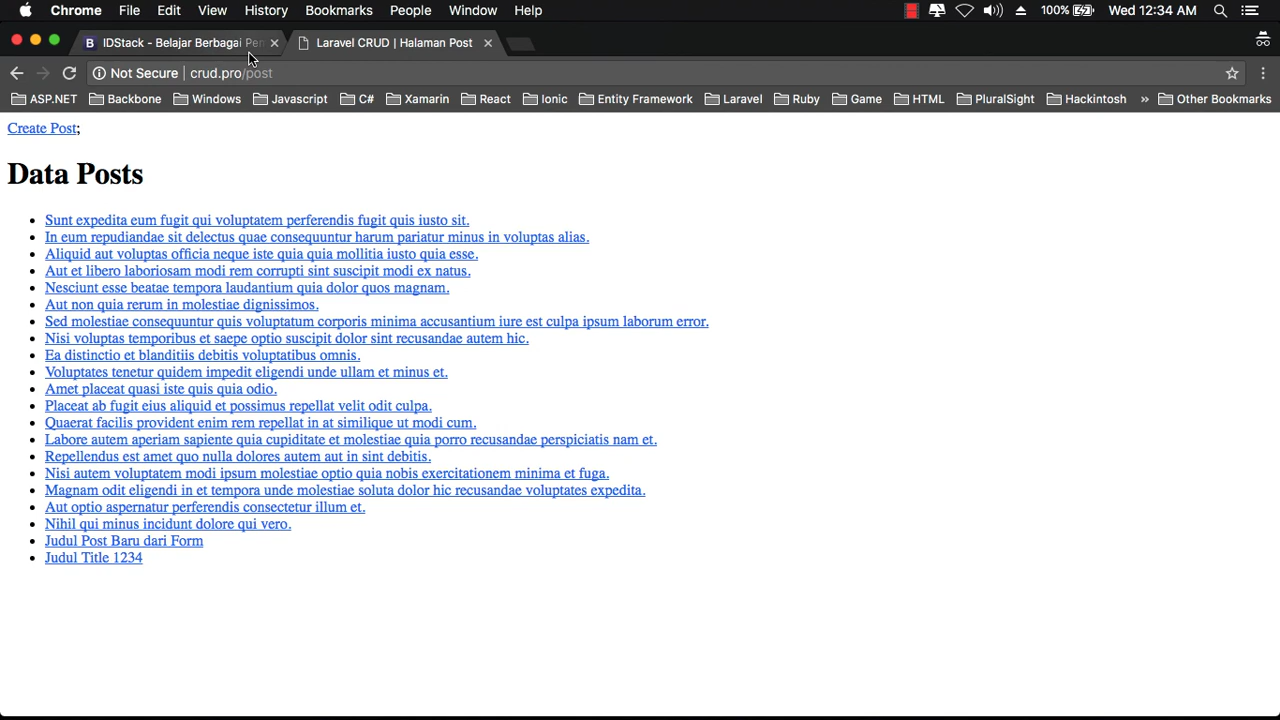 Chrome File Edit View History Bookmarks People Window Help 100% Wed 12:34 AM
B IDStack - Belajar Berbagai Pen Laravel CRUD | Halaman Post
Not Secure crud.pro/post
ASP.NET Backbone Windows Javascript C# Xamarin React Ionic Entity Framework Laravel Ruby Game HTML PluralSight Hackintosh » Other Bookmarks
Create Post;
Data Posts
Sunt expedita eum fugit qui voluptatem perferendis fugit quis iusto sit.
In eum repudiandae sit delectus quae consequuntur harum pariatur minus in voluptas alias.
Aliquid aut voluptas officia neque iste quia quia mollitia iusto quia esse.
Aut et libero laboriosam modi rem corrupti sint suscipit modi ex natus.
Nesciunt esse beatae tempora laudantium quia dolor quos magnam.
Aut non quia rerum in molestiae dignissimos.
Sed molestiae consequuntur quis voluptatum corporis minima accusantium iure est culpa ipsum laborum error.
Nisi voluptas temporibus et saepe optio suscipit dolor sint recusandae autem hic.
Ea distinctio et blanditiis debitis voluptatibus omnis.
Voluptates tenetur quidem impedit eligendi unde ullam et minus et.
Amet placeat quasi iste quis quia odio.
Placeat ab fugit eius aliquid et possimus repellat velit odit culpa.
Quaerat facilis provident enim rem repellat in at similique ut modi cum.
Labore autem aperiam sapiente quia cupiditate et molestiae quia porro recusandae perspiciatis nam et.
Repellendus est amet quo nulla dolores autem aut in sint debitis.
Nisi autem voluptatem modi ipsum molestiae optio quia nobis exercitationem minima et fuga.
Magnam odit eligendi in et tempora unde molestiae soluta dolor hic recusandae voluptates expedita.
Aut optio aspernatur perferendis consectetur illum et.
Nihil qui minus incidunt dolore qui vero.
Judul Post Baru dari Form
Judul Title 1234